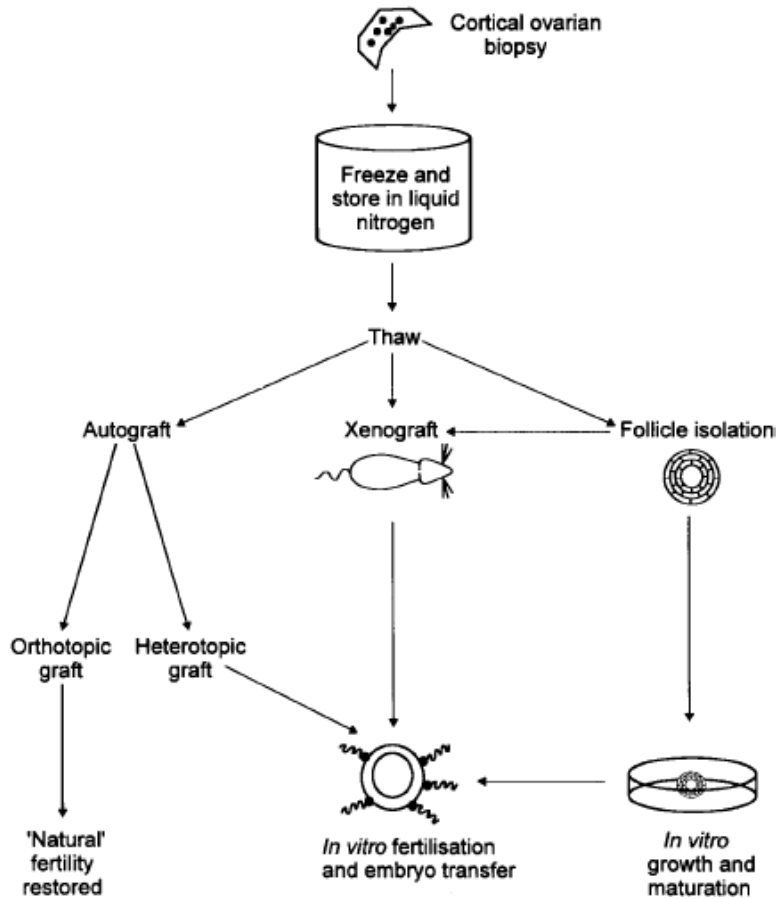 Cortical ovarian
biopsy
Freeze and
store in liquid
nitrogen
Thaw
Autograft
Xenograft
Follicle isolation
Orthotopic
graft
Heterotopic
graft
'Natural'
fertility
restored
In vitro fertilisation
and embryo transfer
In vitro
growth and
maturation